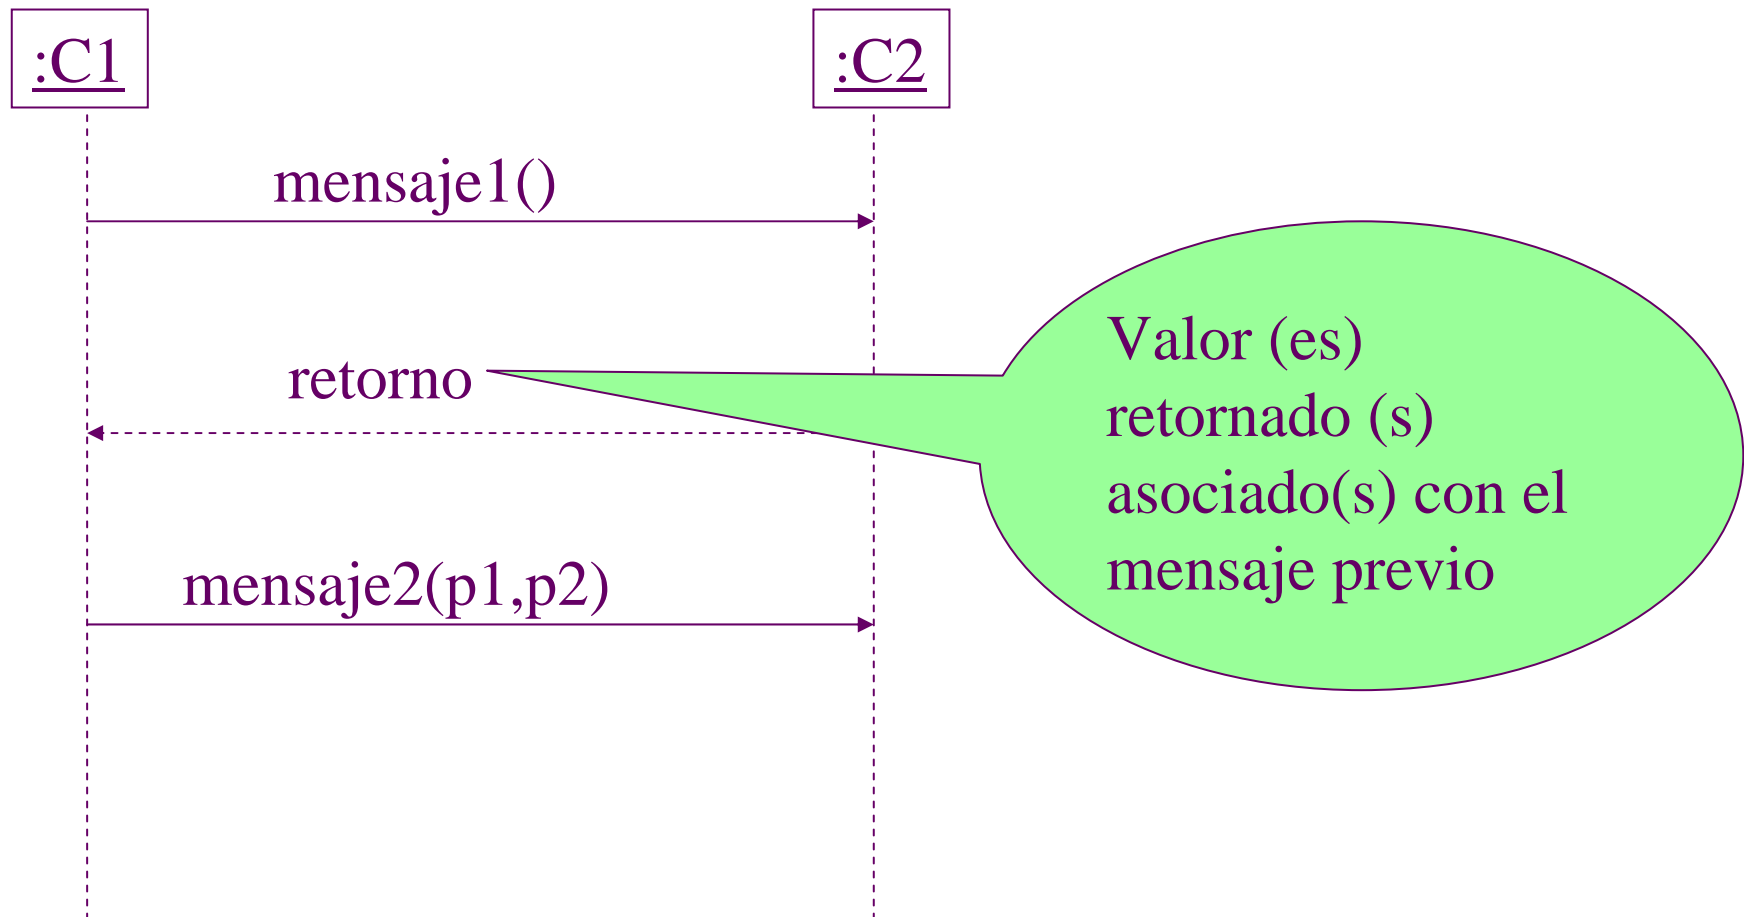 :C1
:C2
mensaje1()
retorno
Valor (es)
retornado (s)
asociado(s) con el
mensaje previo
mensaje2(p1,p2)